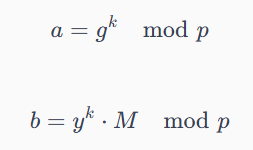 a = g^k mod p
b = y^k · M mod p